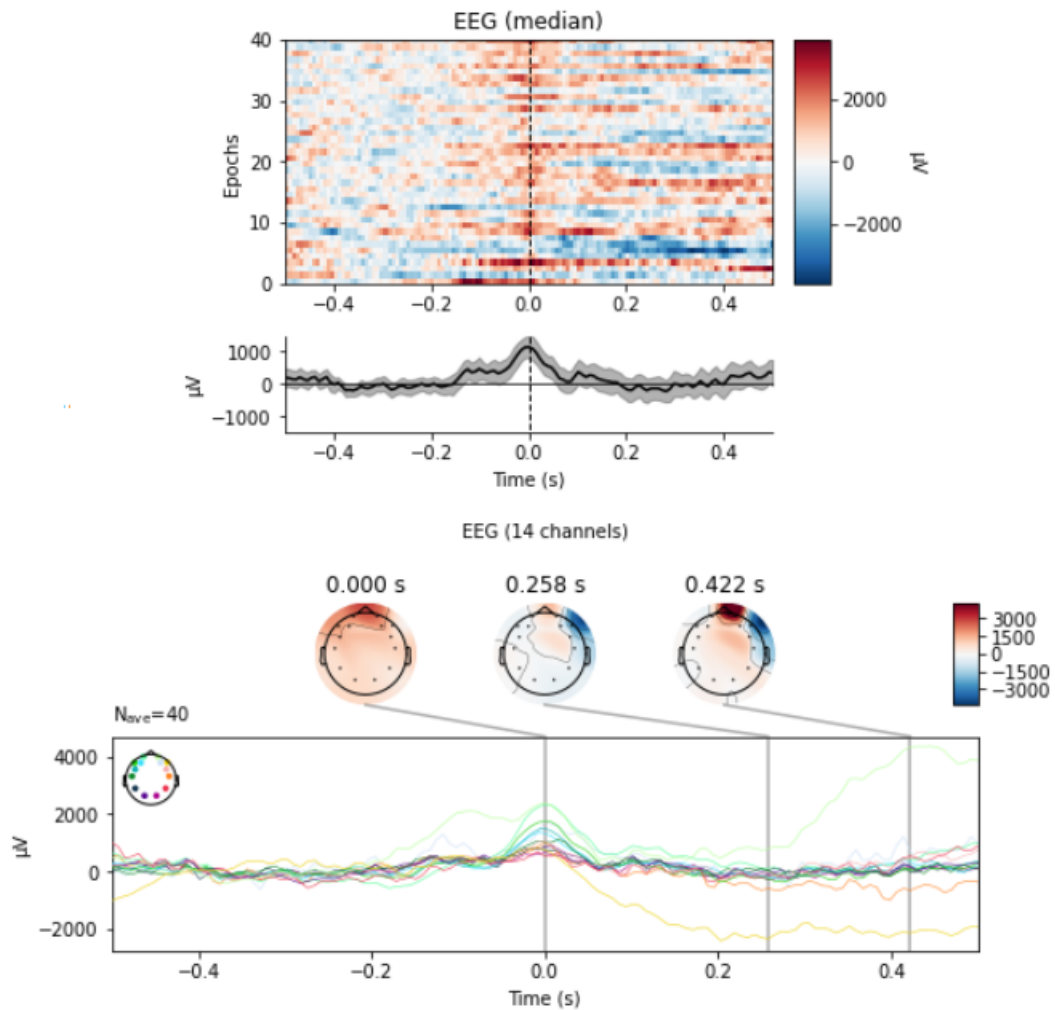 EEG (median)
40
30
20
10
0
Epochs
−0.4 −0.2 0.0 0.2 0.4
2000
0
−2000
µV
1000
0
−1000
µV
−0.4 −0.2 0.0 0.2 0.4
Time (s)
EEG (14 channels)
0.000 s 0.258 s 0.422 s
3000
1500
0
−1500
−3000
Nave=40
4000
2000
0
−2000
µV
−0.4 −0.2 0.0 0.2 0.4
Time (s)